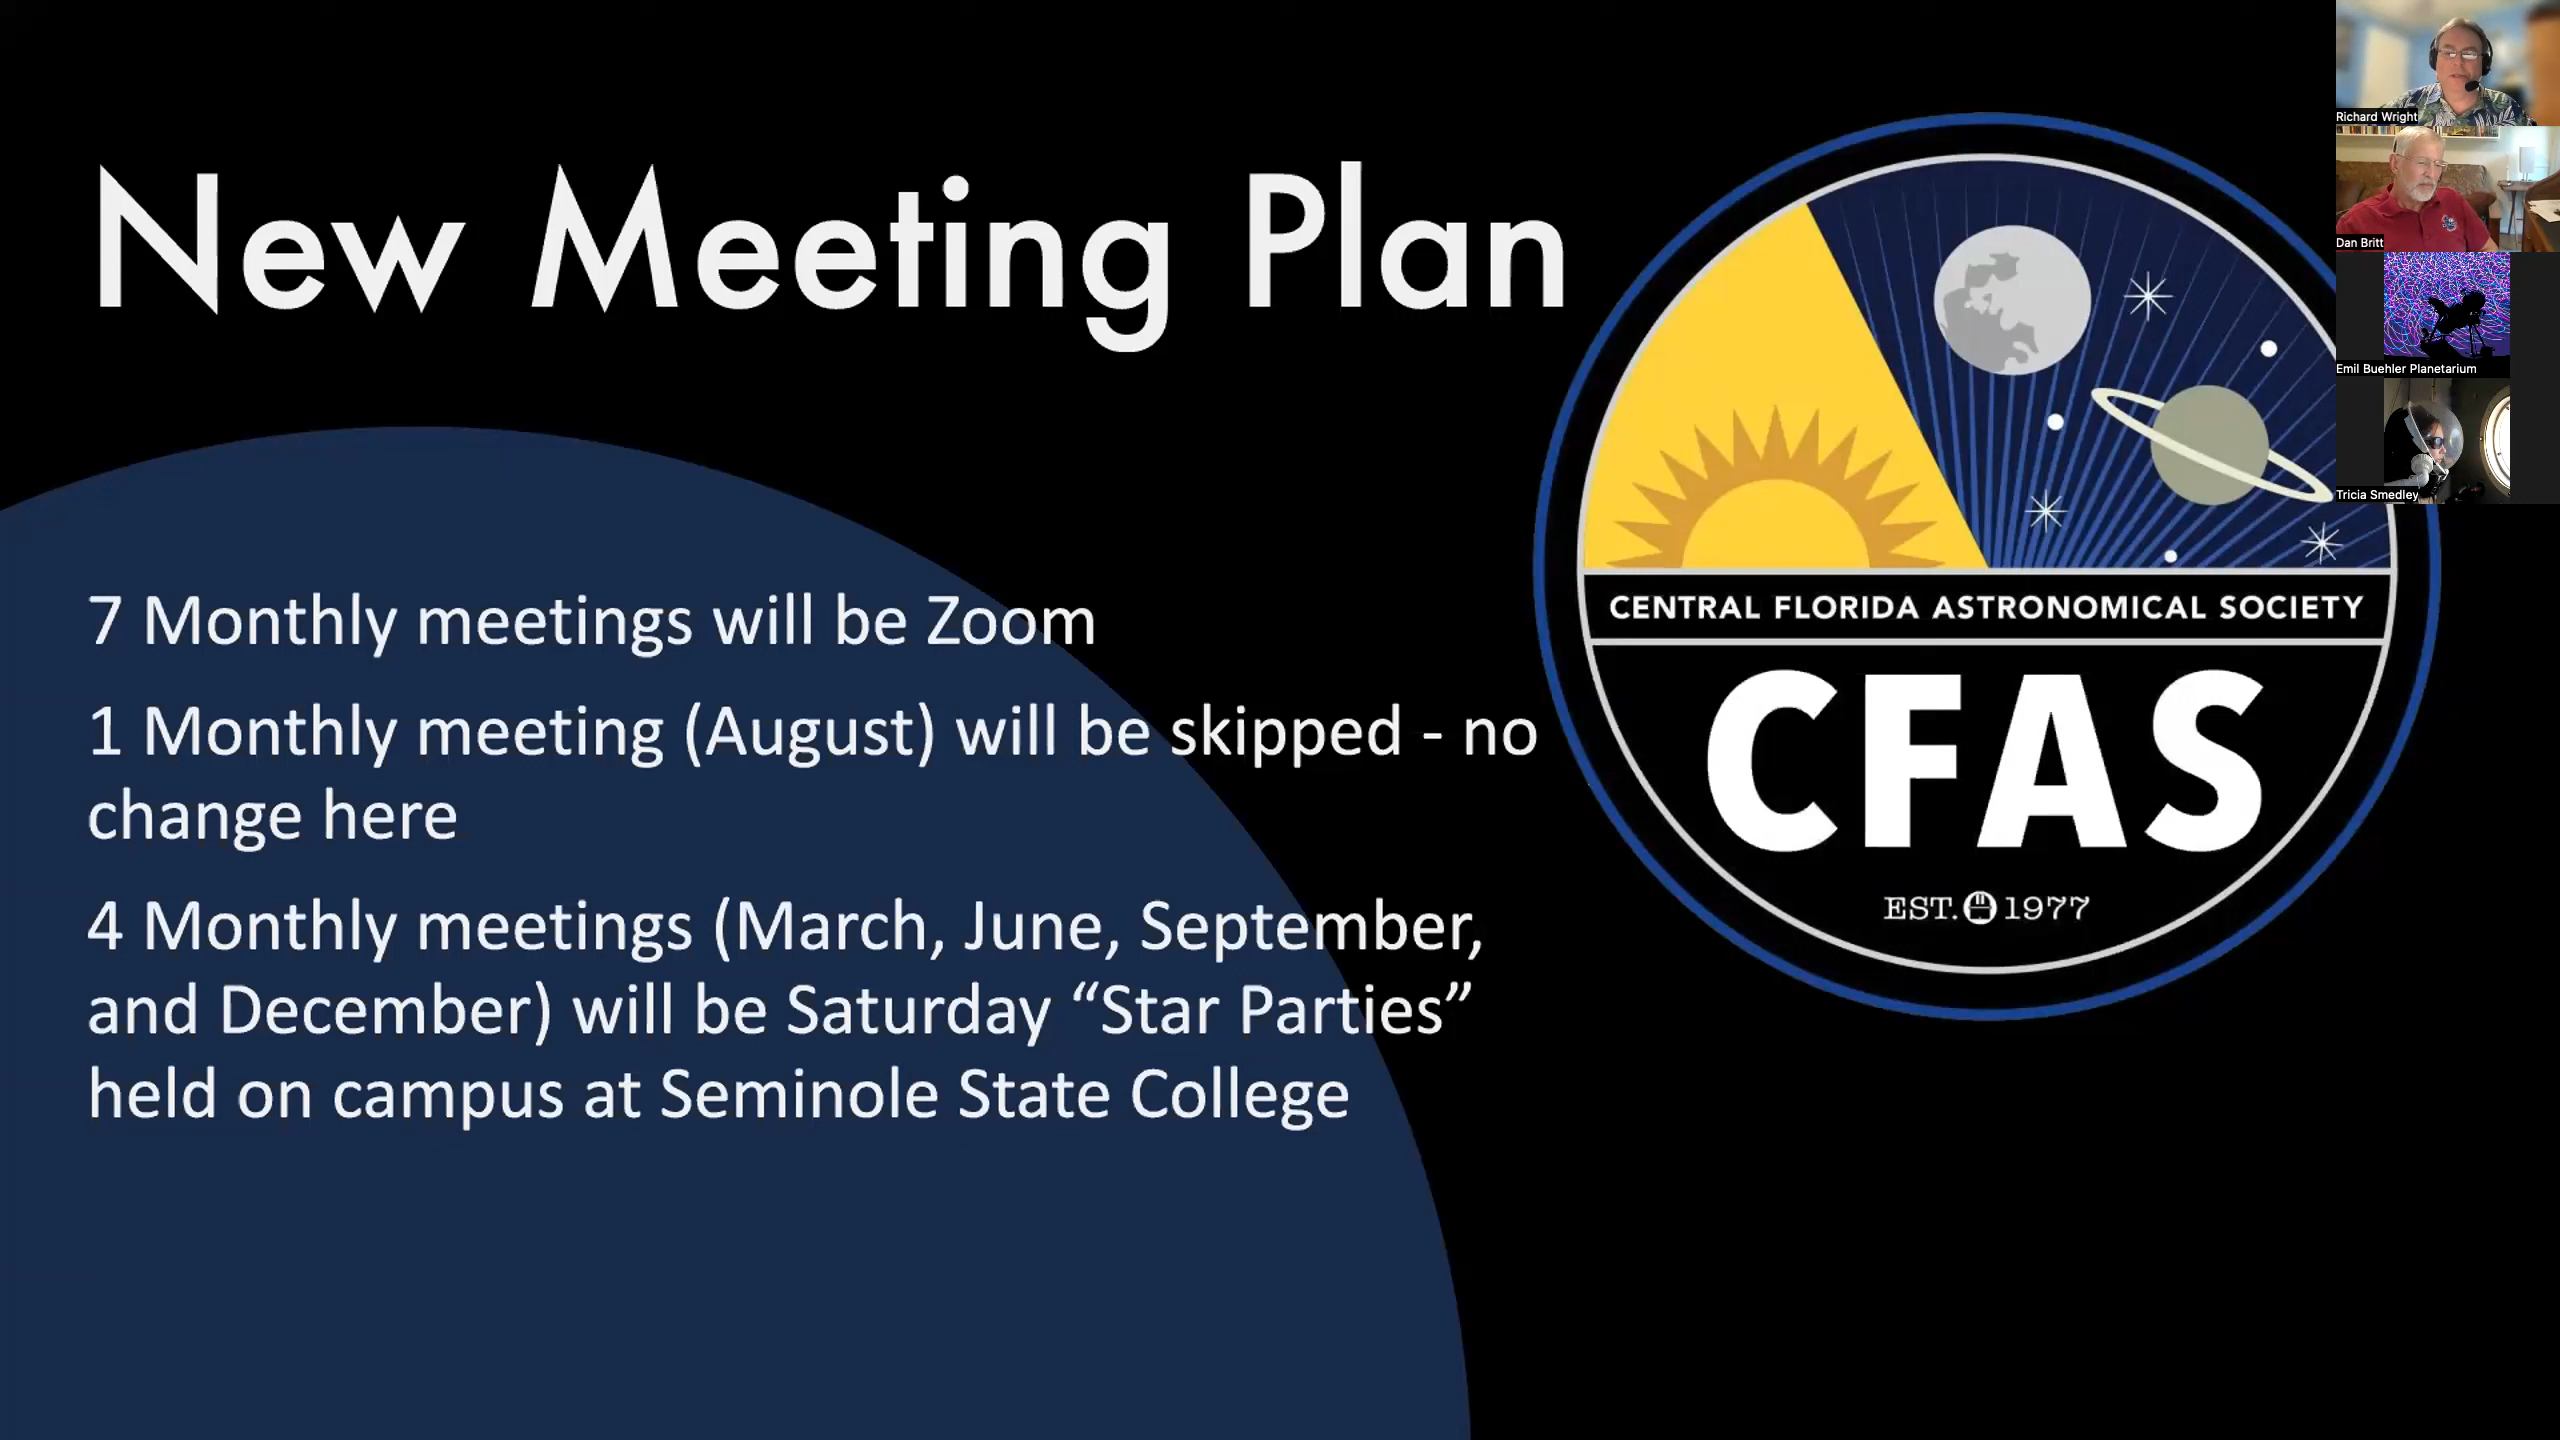 New Meeting Plan
7 Monthly meetings will be Zoom
1 Monthly meeting (August) will be skipped - no
change here
4 Monthly meetings (March, June, September,
and December) will be Saturday “Star Parties”
held on campus at Seminole State College
CENTRAL FLORIDA ASTRONOMICAL SOCIETY
CFAS
EST. 1977
Richard Wright
Dan Britt
Emil Buehler Planetarium
Tricia Smedley